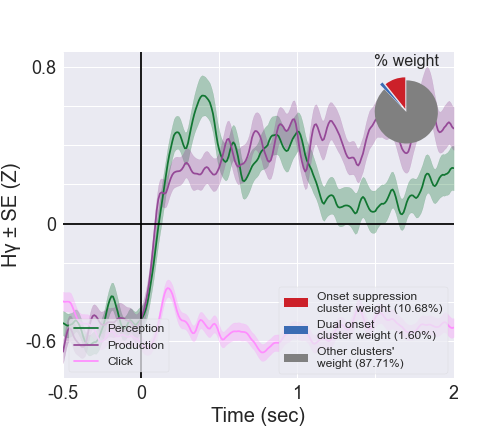 % weight
0.8
0
-0.6
Hγ ± SE (Z)
Perception
Production
Click
Onset suppression
cluster weight (10.68%)
Dual onset
cluster weight (1.60%)
Other clusters'
weight (87.71%)
-0.5
0
1
2
Time (sec)